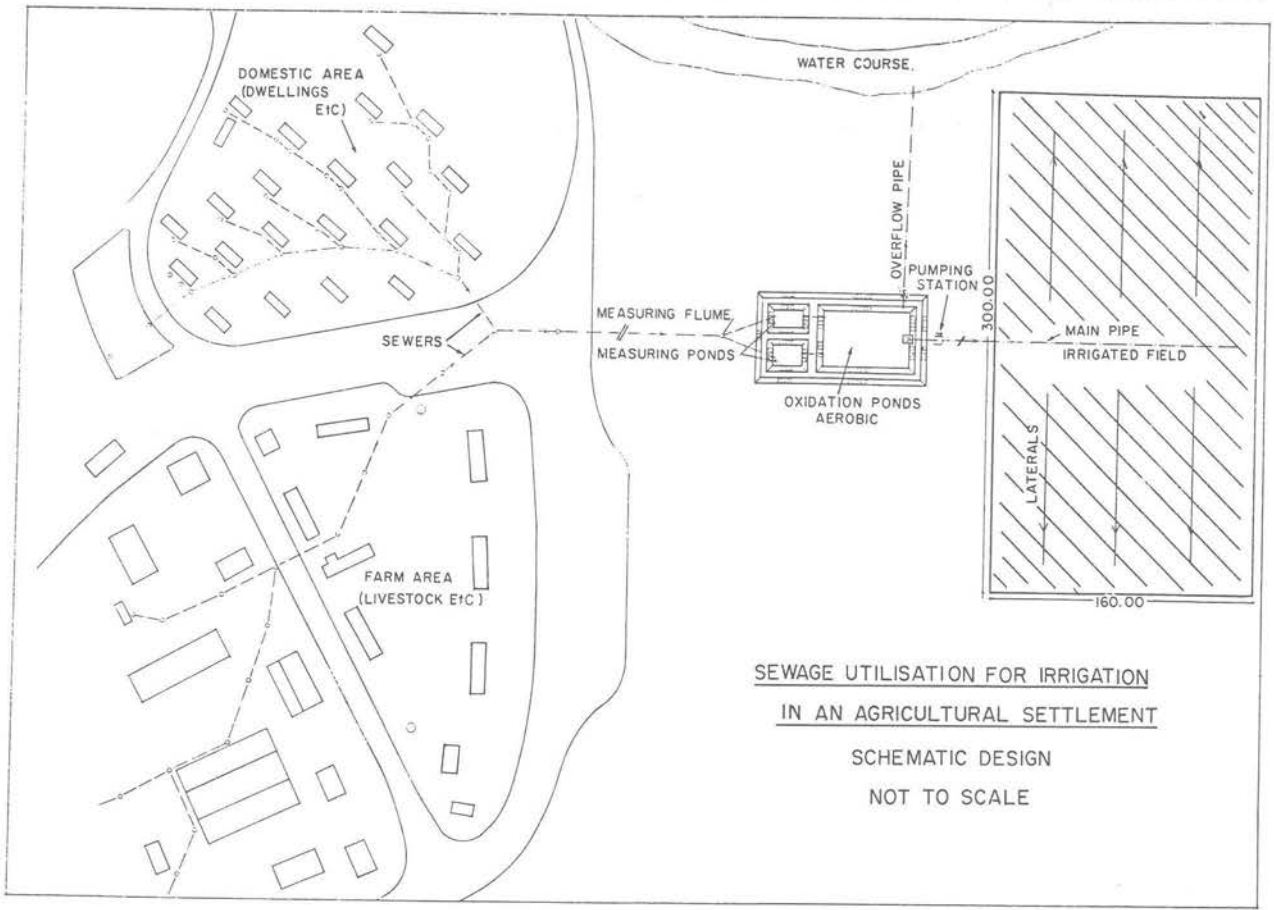 DOMESTIC AREA
(DWELLINGS
EtC)
WATER COURSE
OVERFLOW PIPE
PUMPING
STATION
300.00
MEASURING FLUME
MAIN PIPE
SEWERS
MEASURING PONDS
IRRIGATED FIELD
OXIDATION PONDS
AEROBIC
LATERALS
FARM AREA
(LIVESTOCK EtC)
160.00
SEWAGE UTILISATION FOR IRRIGATION
IN AN AGRICULTURAL SETTLEMENT
SCHEMATIC DESIGN
NOT TO SCALE